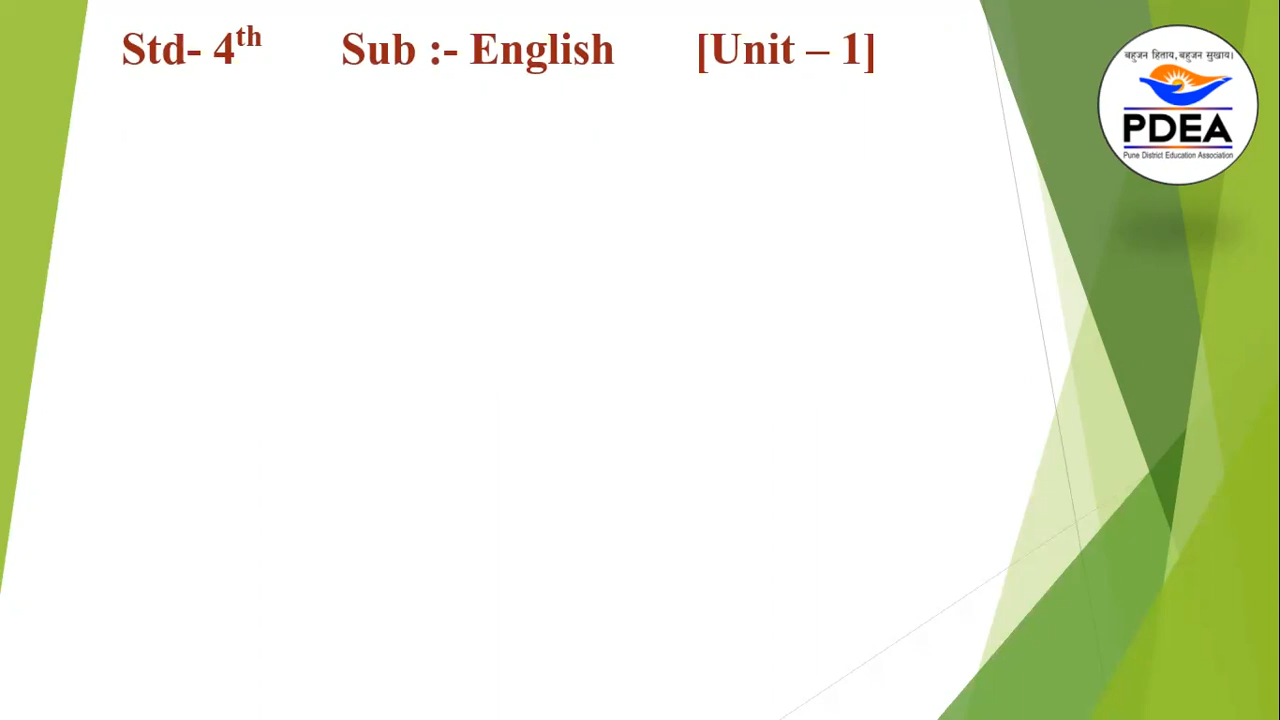 Std- 4th Sub :- English [Unit – 1]
बहुजन हिताय, बहुजन सुखाय।
PDEA
Pune District Education Association